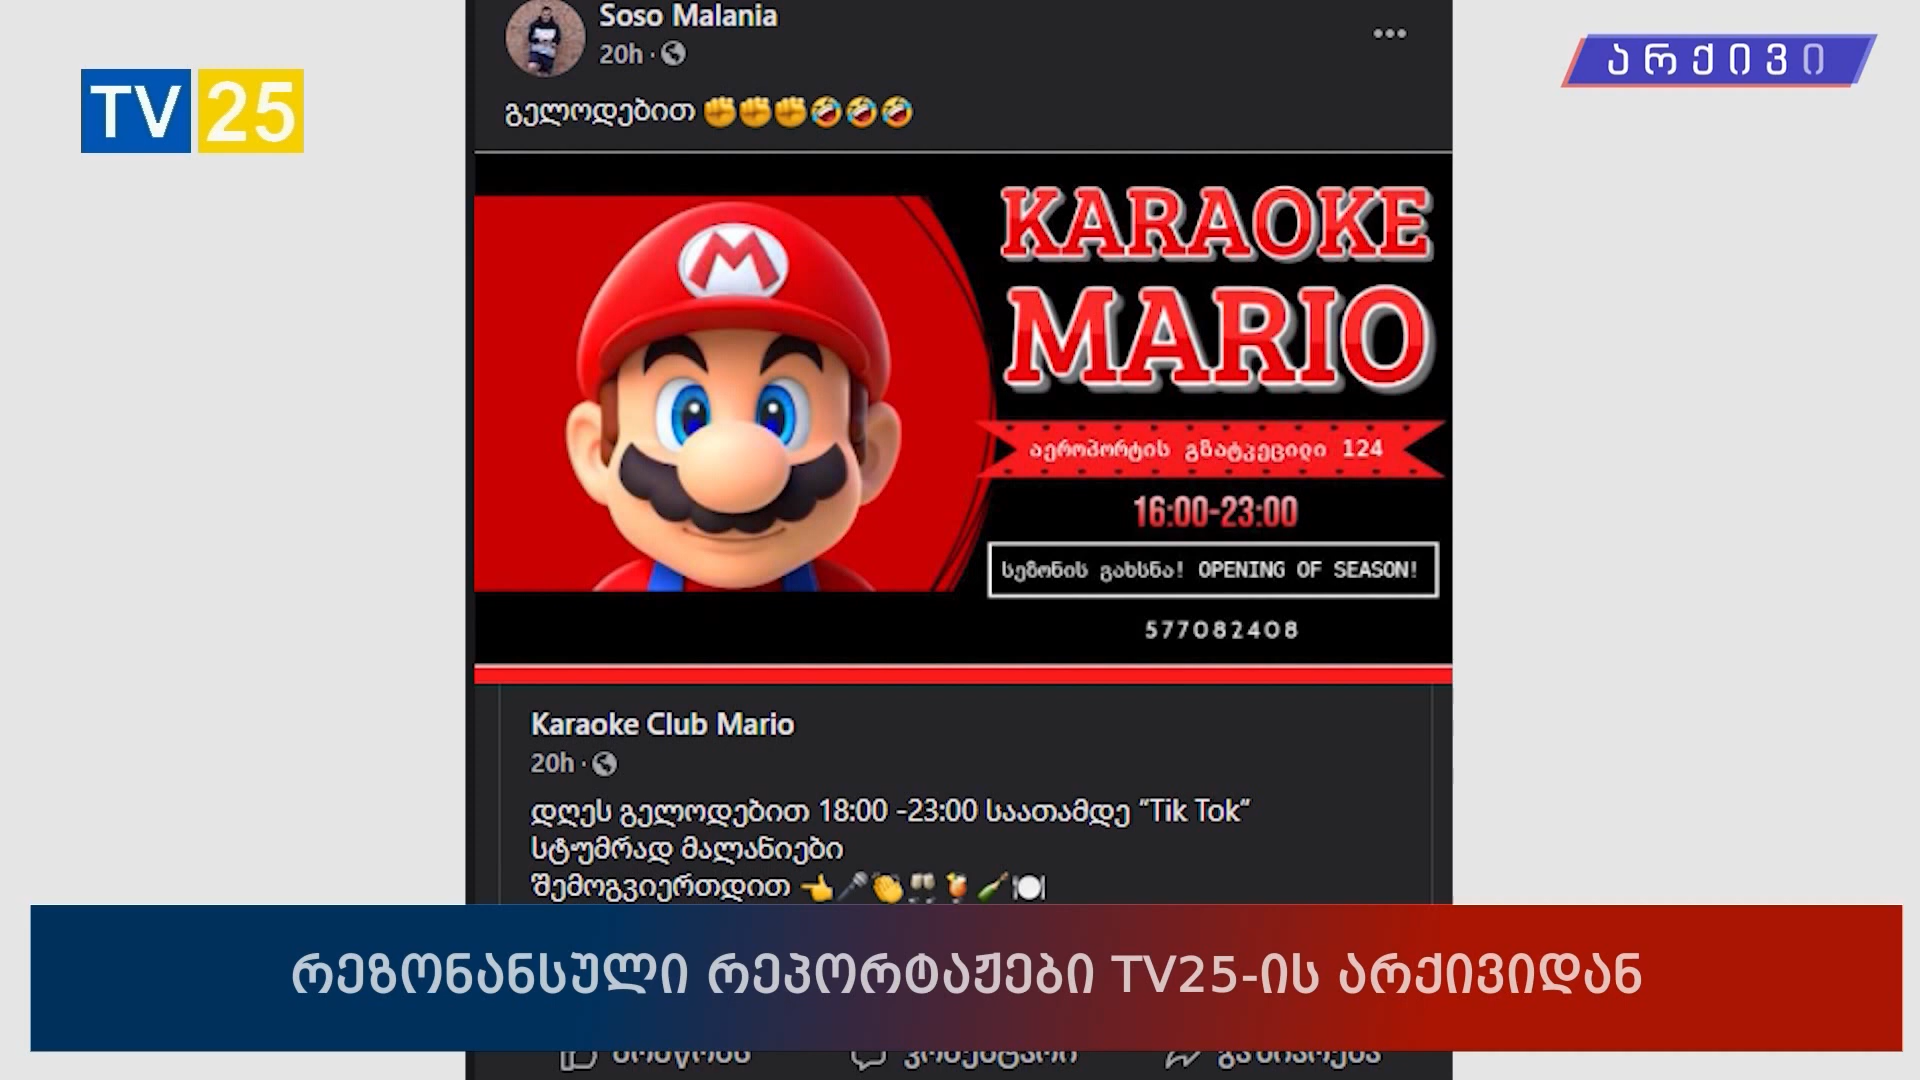 Soso Malania
20h ·
გელოდებით ✊✊✊🤣🤣🤣
TV 25
არქივი
M
KARAOKE
MARIO
აეროპორტის გზატკეცილი 124
16:00-23:00
სეზონის გახსნა! OPENING OF SEASON!
577082408
Karaoke Club Mario
20h ·
დღეს გელოდებით 18:00 -23:00 საათამდე “Tik Tok“
სტუმრად მალანიები
შემოგვიერთდით 👈🎤👏🥂🍹🍾🍽
რეზონანსული რეპორტაჟები TV25-ის არქივიდან